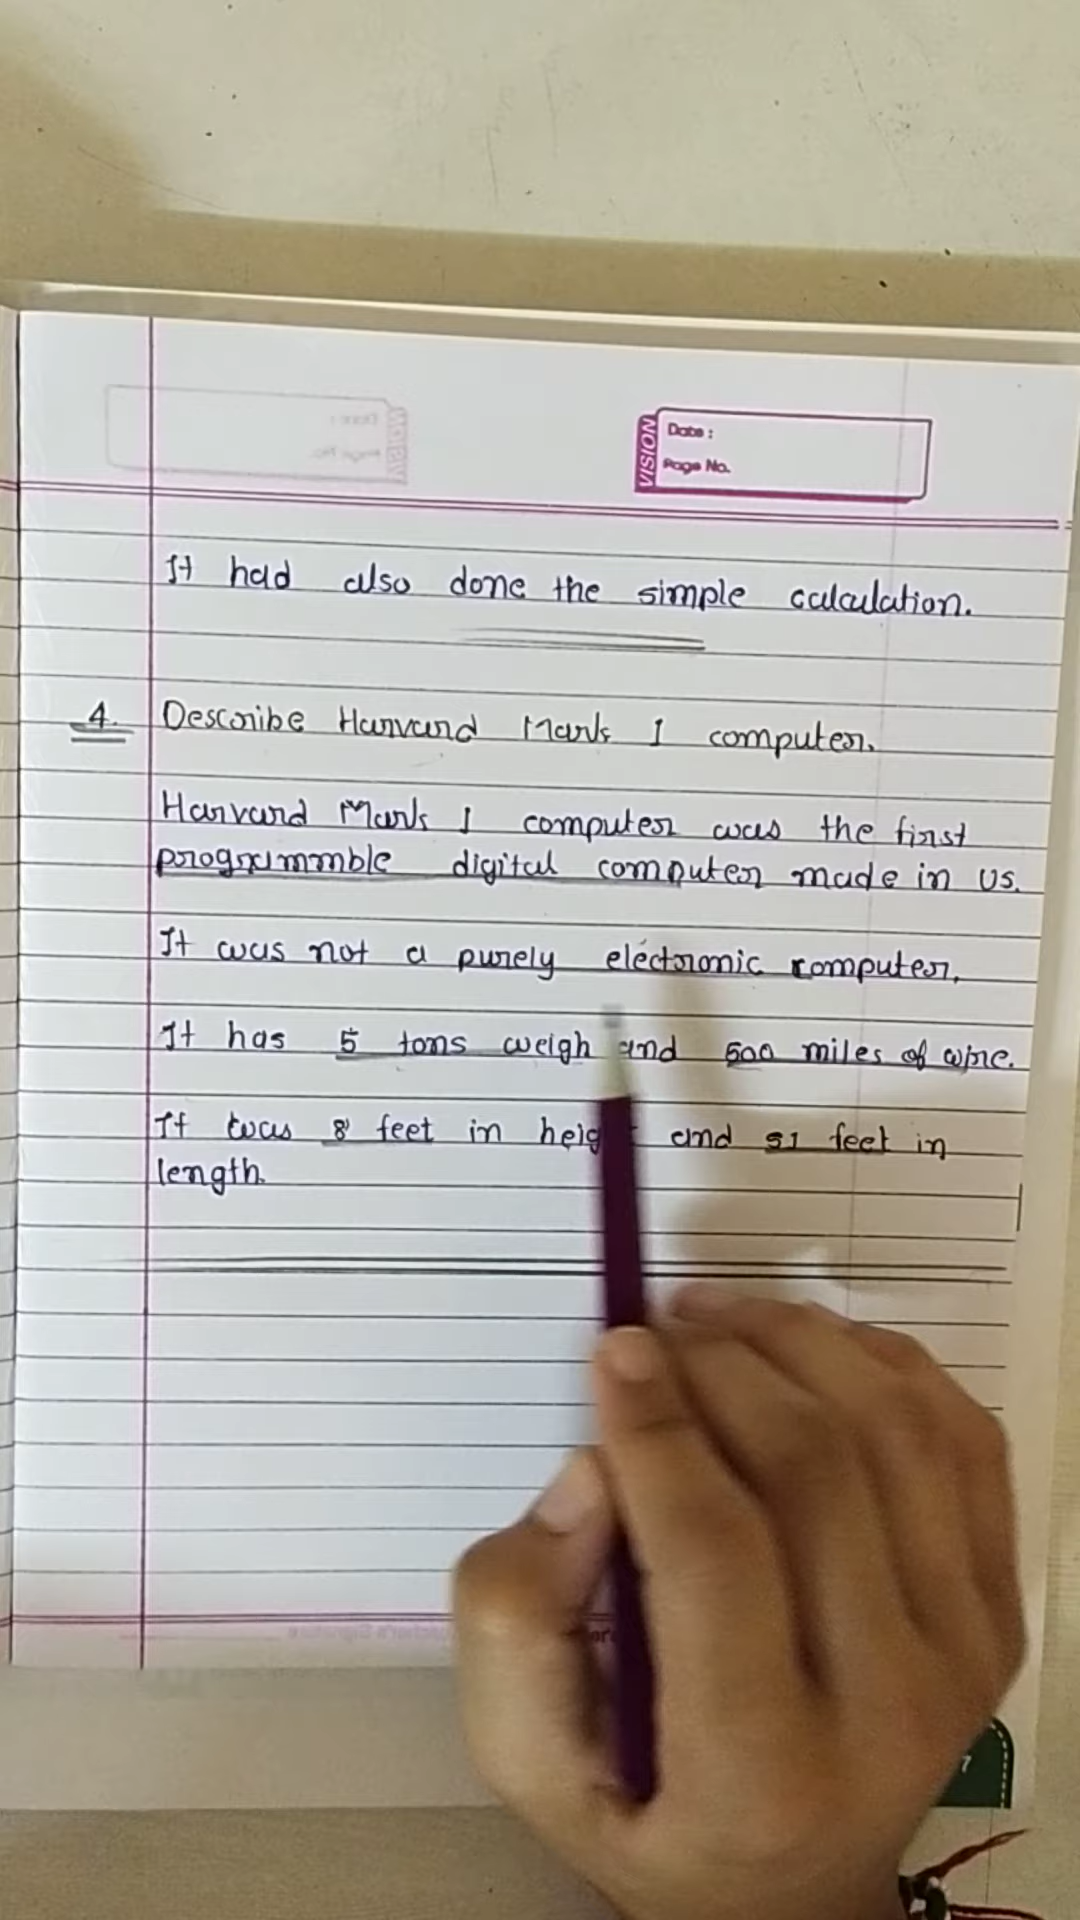 VISION
Date :
Page No.
It had also done the simple calculation.
4. Describe Harvard Mark I computer.
Harvard Mark I computer was the first
programmble digital computer made in US.
It was not a purely electronic computer.
It has 5 tons weigh and 500 miles of wire.
It was 8 feet in and 51 feet in
length.
7